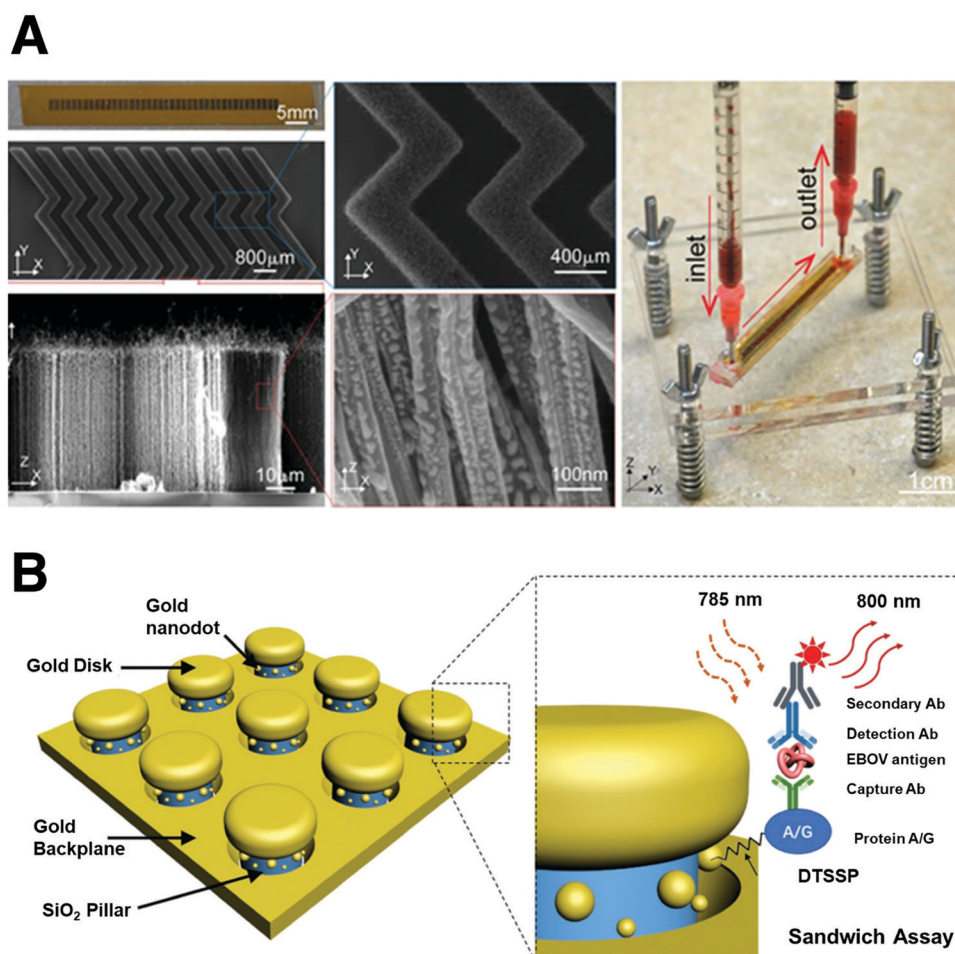 A
5mm
Y
X
800μm
Y
X
400μm
Z
X
10μm
Z
X
100nm
inlet
outlet
Z
Y
X
1cm
B
Gold
nanodot
Gold Disk
Gold
Backplane
SiO₂ Pillar
785 nm
800 nm
Secondary Ab
Detection Ab
EBOV antigen
Capture Ab
A/G
Protein A/G
DTSSP
Sandwich Assay